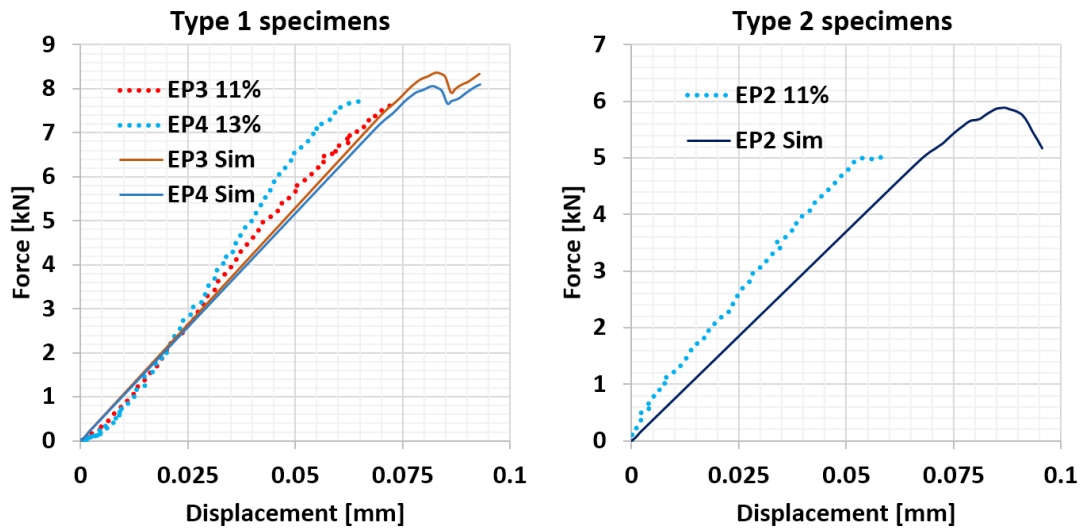 Type 1 specimens
9
8
7
6
5
4
3
2
1
0
Force [kN]
EP3 11%
EP4 13%
EP3 Sim
EP4 Sim
0 0.025 0.05 0.075 0.1
Displacement [mm]
Type 2 specimens
7
6
5
4
3
2
1
0
Force [kN]
EP2 11%
EP2 Sim
0 0.025 0.05 0.075 0.1
Displacement [mm]